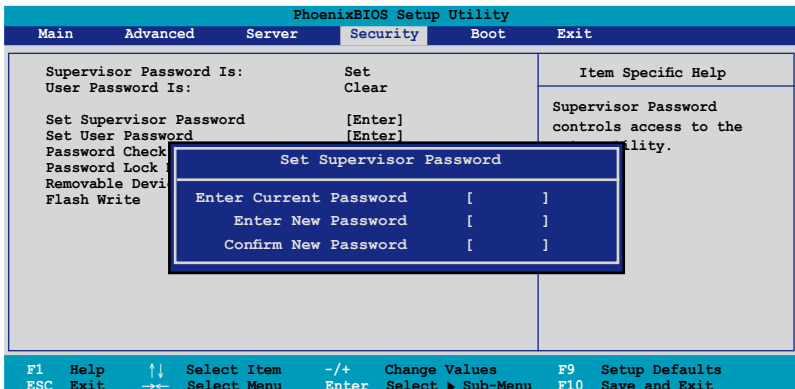 PhoenixBIOS Setup Utility
Main Advanced Server Security Boot Exit
Supervisor Password Is: Set
User Password Is: Clear
Set Supervisor Password [Enter]
Set User Password [Enter]
Password Check
Password Lock
Removable Devi
Flash Write
Item Specific Help
Supervisor Password
controls access to the
ility.
Set Supervisor Password
Enter Current Password [ ]
Enter New Password [ ]
Confirm New Password [ ]
F1 Help ↑↓ Select Item -/+ Change Values F9 Setup Defaults
ESC Exit →← Select Menu Enter Select ▶ Sub-Menu F10 Save and Exit